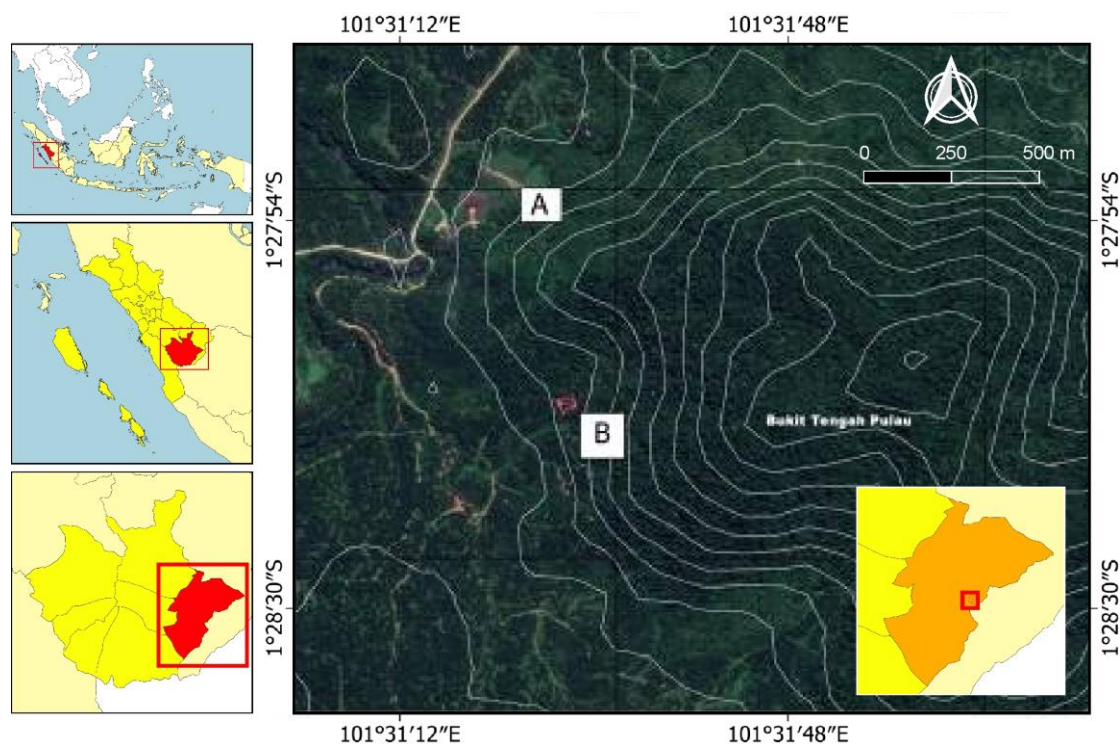 101°31′12″E 101°31′48″E
0 250 500 m
1°27′54″S A 1°27′54″S
B
Bukit Tengah Pulau
1°28′30″S 1°28′30″S
101°31′12″E 101°31′48″E